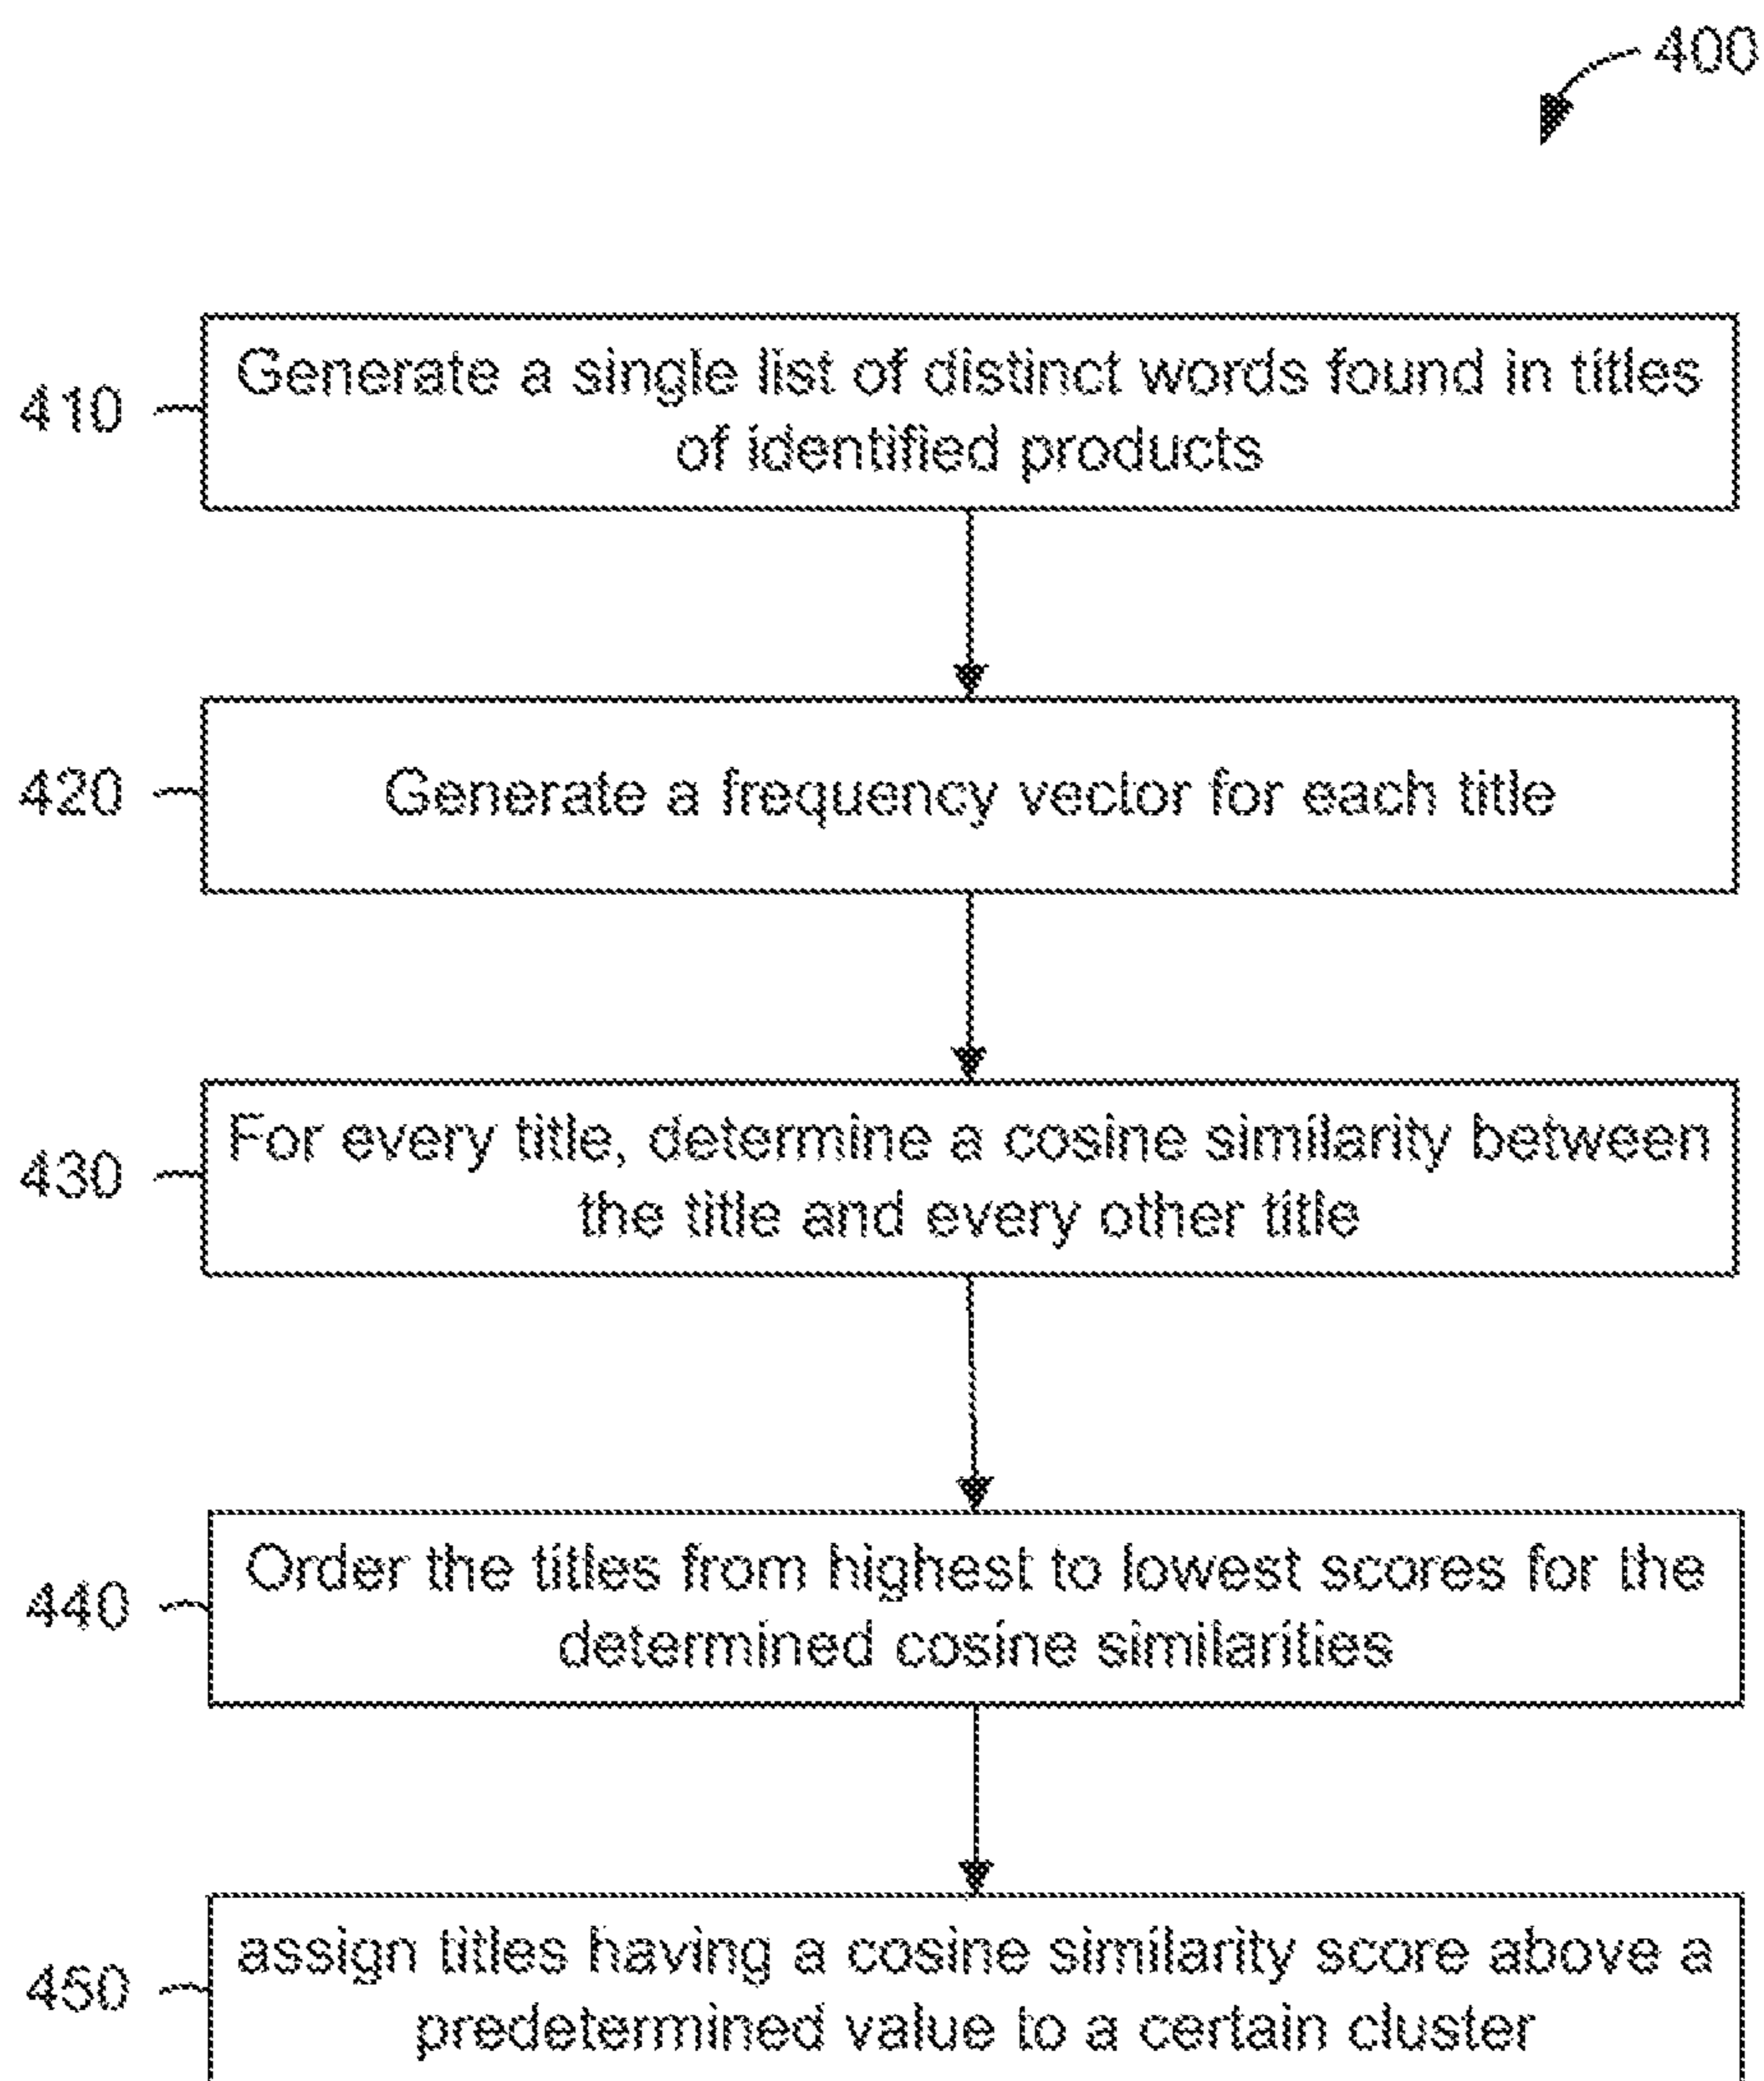 400
410
Generate a single list of distinct words found in titles
of identified products
420
Generate a frequency vector for each title
430
For every title, determine a cosine similarity between
the title and every other title
440
Order the titles from highest to lowest scores for the
determined cosine similarities
450
assign titles having a cosine similarity score above a
predetermined value to a certain cluster